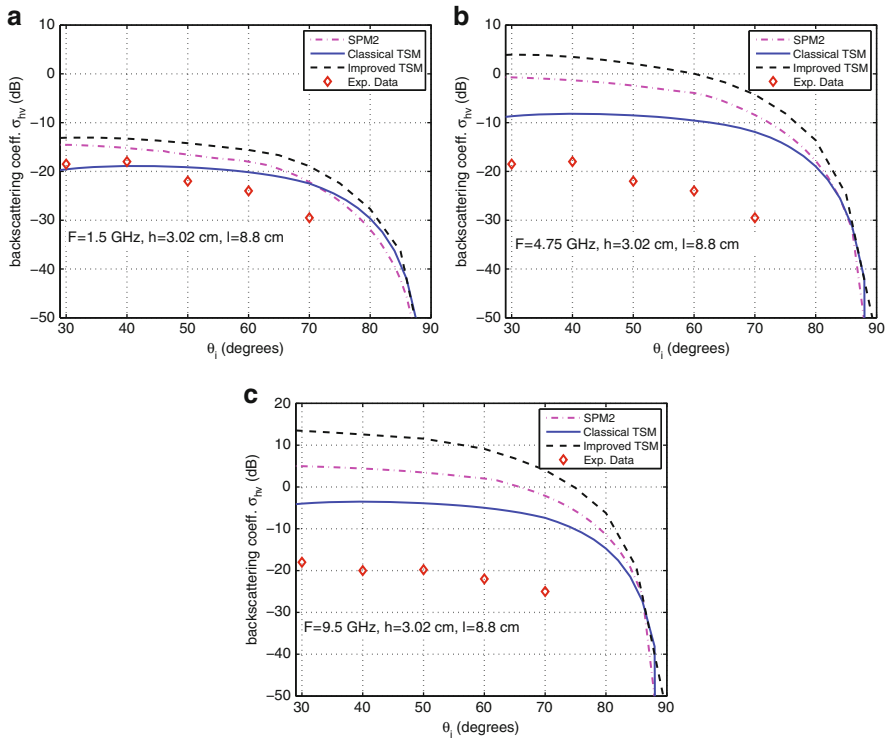 a
10
0
−10
−20
−30
−40
−50
30 40 50 60 70 80 90
θi (degrees)
backscattering coeff. σhv (dB)
SPM2
Classical TSM
Improved TSM
Exp. Data
F=1.5 GHz, h=3.02 cm, l=8.8 cm
b
10
0
−10
−20
−30
−40
−50
30 40 50 60 70 80 90
θi (degrees)
backscattering coeff. σhv (dB)
SPM2
Classical TSM
Improved TSM
Exp. Data
F=4.75 GHz, h=3.02 cm, l=8.8 cm
c
20
10
0
−10
−20
−30
−40
−50
30 40 50 60 70 80 90
θi (degrees)
backscattering coeff. σhv (dB)
SPM2
Classical TSM
Improved TSM
Exp. Data
F=9.5 GHz, h=3.02 cm, l=8.8 cm